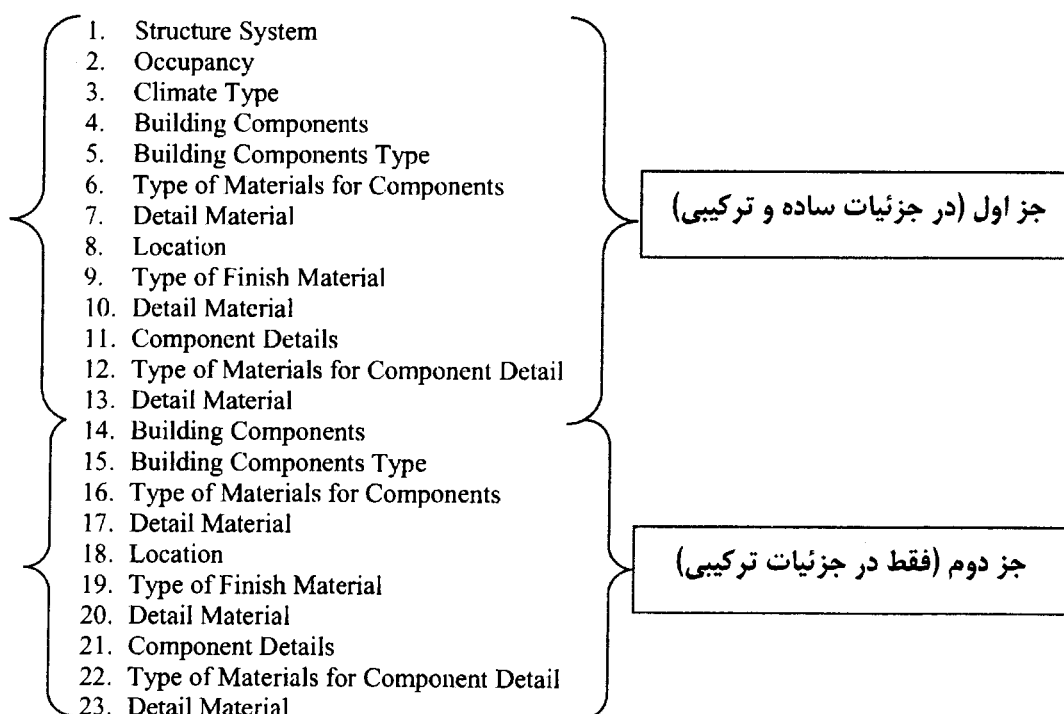 1. Structure System
2. Occupancy
3. Climate Type
4. Building Components
5. Building Components Type
6. Type of Materials for Components
7. Detail Material
8. Location
9. Type of Finish Material
10. Detail Material
11. Component Details
12. Type of Materials for Component Detail
13. Detail Material
جز اول (در جزئیات ساده و ترکیبی)
14. Building Components
15. Building Components Type
16. Type of Materials for Components
17. Detail Material
18. Location
19. Type of Finish Material
20. Detail Material
21. Component Details
22. Type of Materials for Component Detail
23. Detail Material
جز دوم (فقط در جزئیات ترکیبی)